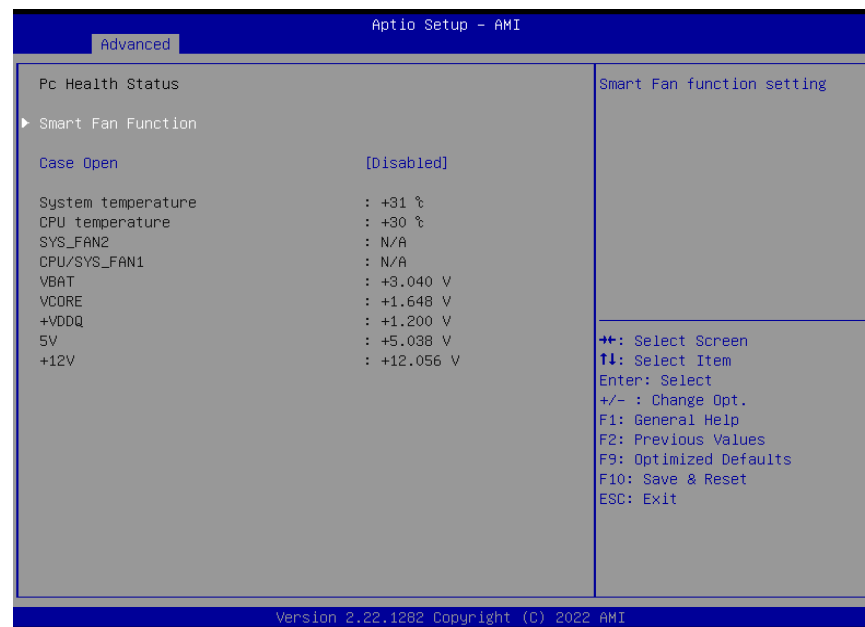 Aptio Setup – AMI
Advanced
Pc Health Status
Smart Fan Function
Case Open [Disabled]
System temperature : +31 ℃
CPU temperature : +30 ℃
SYS_FAN2 : N/A
CPU/SYS_FAN1 : N/A
VBAT : +3.040 V
VCORE : +1.648 V
+VDDQ : +1.200 V
5V : +5.038 V
+12V : +12.056 V
Smart Fan function setting
→←: Select Screen
↑↓: Select Item
Enter: Select
+/- : Change Opt.
F1: General Help
F2: Previous Values
F9: Optimized Defaults
F10: Save & Reset
ESC: Exit
Version 2.22.1282 Copyright (C) 2022 AMI